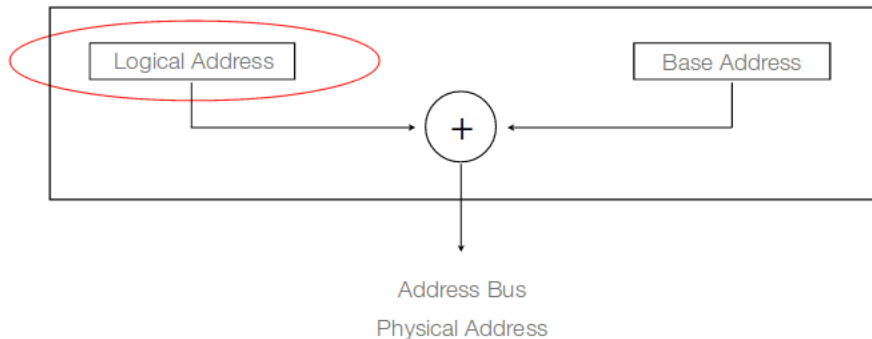 Logical Address
Base Address
+
Address Bus
Physical Address